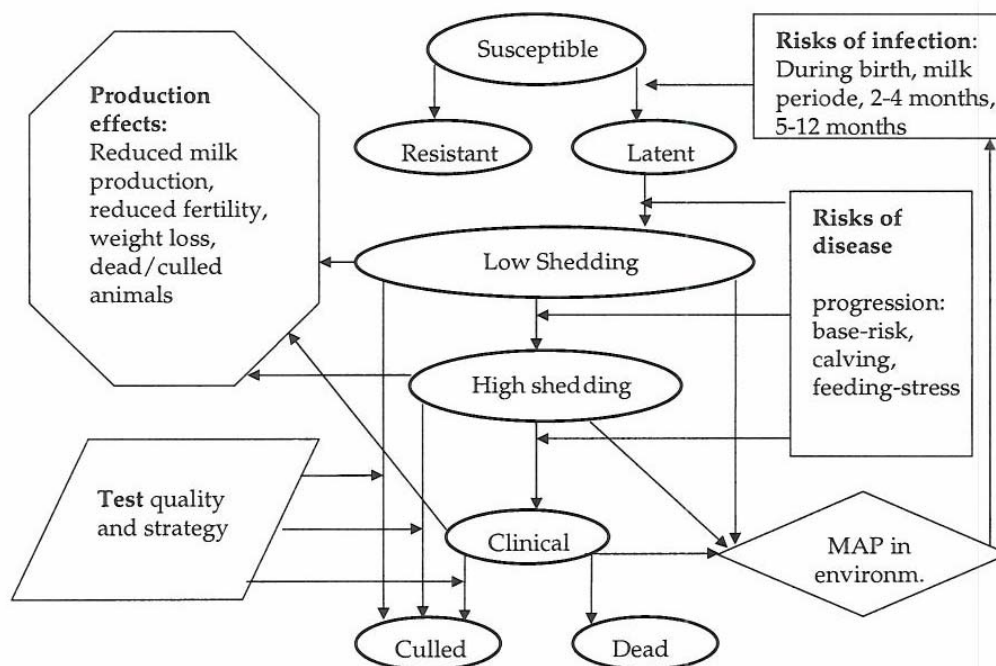 Susceptible
Risks of infection:
During birth, milk
periode, 2-4 months,
5-12 months
Production
effects:
Reduced milk
production,
reduced fertility,
weight loss,
dead/culled
animals
Resistant
Latent
Risks of
disease
progression:
base-risk,
calving,
feeding-stress
Low Shedding
High shedding
Test quality
and strategy
Clinical
MAP in
environm.
Culled
Dead